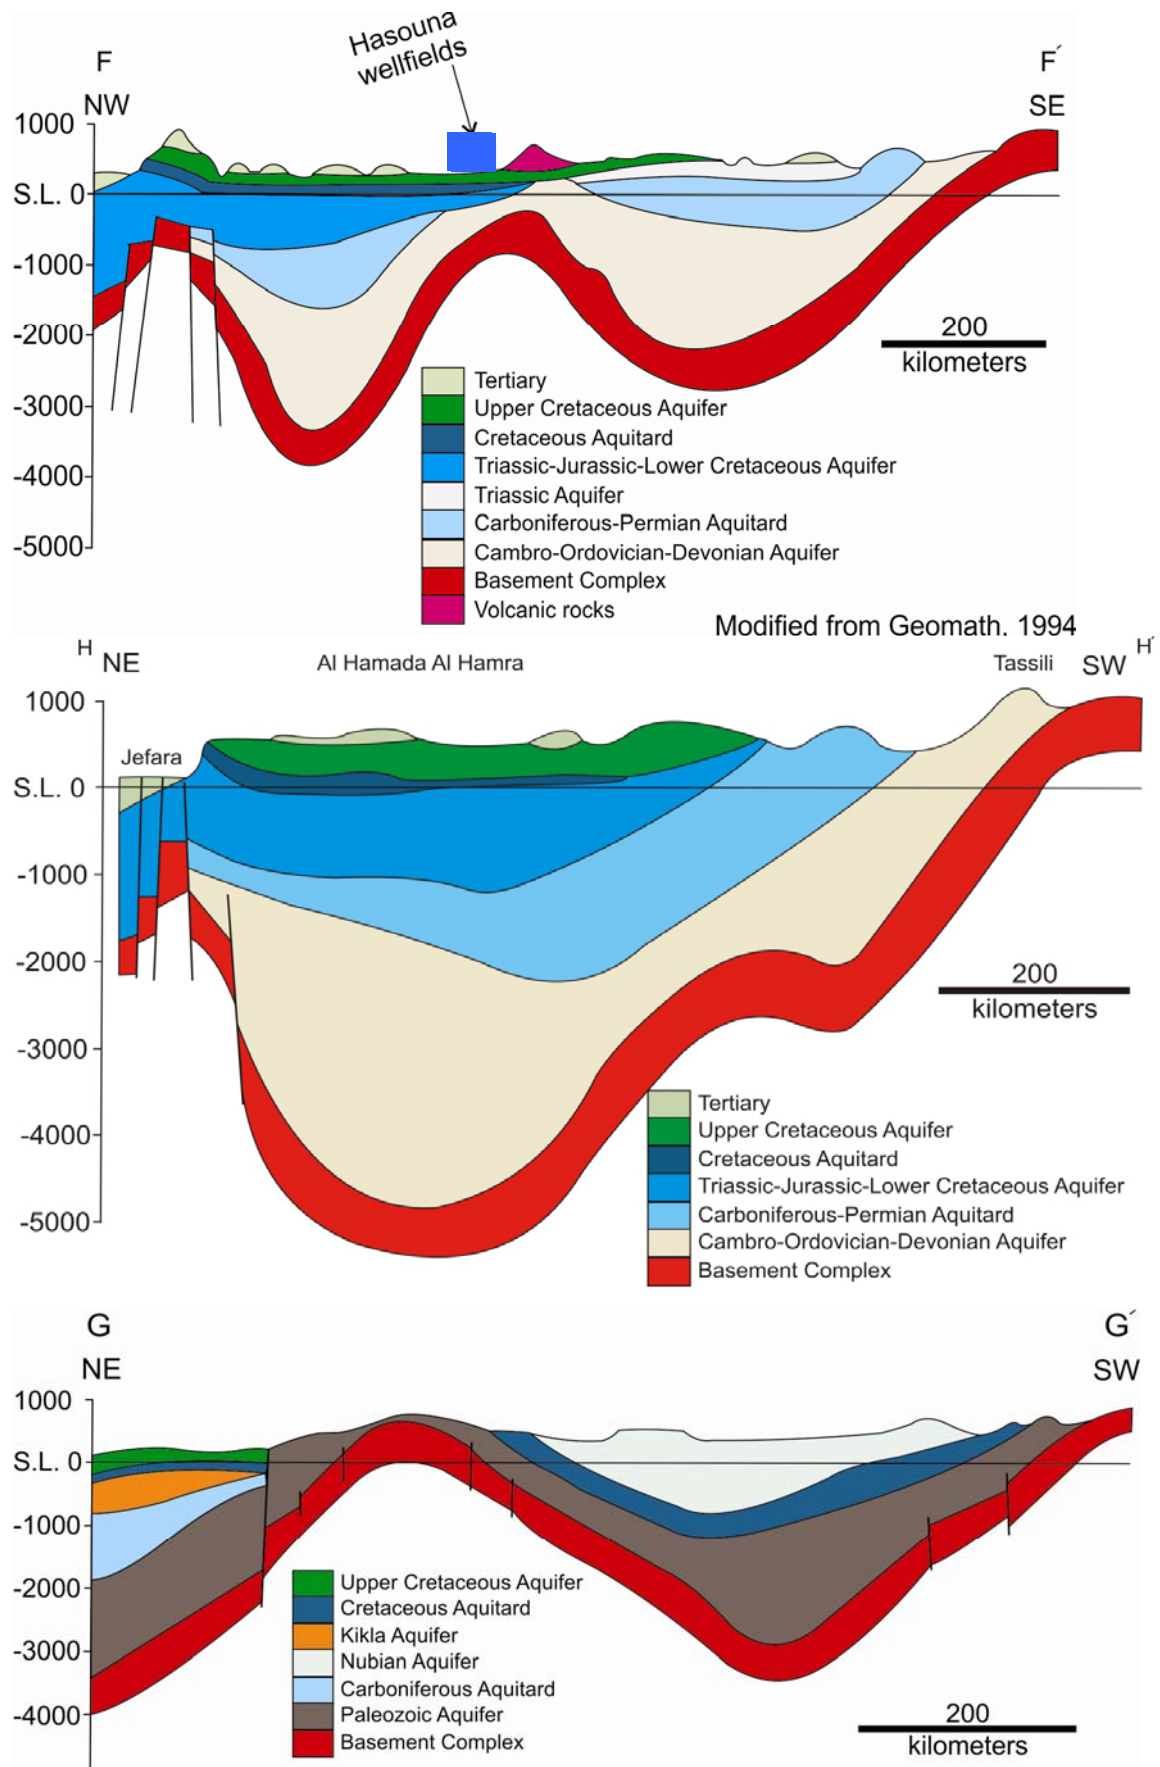 Hasouna
wellfields
F
F´
NW
SE
1000
S.L. 0
-1000
-2000
-3000
-4000
-5000
200
kilometers
Tertiary
Upper Cretaceous Aquifer
Cretaceous Aquitard
Triassic-Jurassic-Lower Cretaceous Aquifer
Triassic Aquifer
Carboniferous-Permian Aquitard
Cambro-Ordovician-Devonian Aquifer
Basement Complex
Volcanic rocks
Modified from Geomath. 1994
H
H´
NE
Al Hamada Al Hamra
Tassili
SW
1000
Jefara
S.L. 0
-1000
-2000
-3000
-4000
-5000
200
kilometers
Tertiary
Upper Cretaceous Aquifer
Cretaceous Aquitard
Triassic-Jurassic-Lower Cretaceous Aquifer
Carboniferous-Permian Aquitard
Cambro-Ordovician-Devonian Aquifer
Basement Complex
G
G´
NE
SW
1000
S.L. 0
-1000
-2000
-3000
-4000
Upper Cretaceous Aquifer
Cretaceous Aquitard
Kikla Aquifer
Nubian Aquifer
Carboniferous Aquitard
Paleozoic Aquifer
Basement Complex
200
kilometers